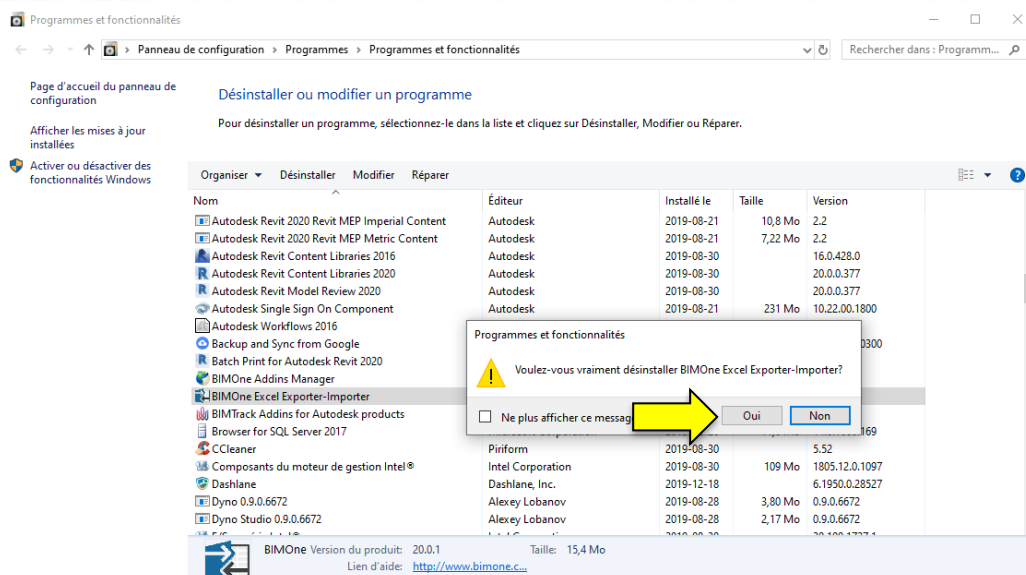 Programmes et fonctionnalités
Panneau de configuration > Programmes > Programmes et fonctionnalités
Rechercher dans : Programm...
Page d'accueil du panneau de
configuration
Afficher les mises à jour
installées
Activer ou désactiver des
fonctionnalités Windows
Désinstaller ou modifier un programme
Pour désinstaller un programme, sélectionnez-le dans la liste et cliquez sur Désinstaller, Modifier ou Réparer.
Organiser Désinstaller Modifier Réparer
Nom Éditeur Installé le Taille Version
Autodesk Revit 2020 Revit MEP Imperial Content Autodesk 2019-08-21 10,8 Mo 2.2
Autodesk Revit 2020 Revit MEP Metric Content Autodesk 2019-08-21 7,22 Mo 2.2
Autodesk Revit Content Libraries 2016 Autodesk 2019-08-30 16.0.428.0
Autodesk Revit Content Libraries 2020 Autodesk 2019-08-30 20.0.0.377
Autodesk Revit Model Review 2020 Autodesk 2019-08-30 20.0.0.377
Autodesk Single Sign On Component Autodesk 2019-08-21 231 Mo 10.22.00.1800
Autodesk Workflows 2016
Backup and Sync from Google 0300
Batch Print for Autodesk Revit 2020
BIMOne Addins Manager
BIMOne Excel Exporter-Importer
BIMTrack Addins for Autodesk products
Browser for SQL Server 2017 169
CCleaner Piriform 2019-08-30 5.52
Composants du moteur de gestion Intel® Intel Corporation 2019-08-30 109 Mo 1805.12.0.1097
Dashlane Dashlane, Inc. 2019-12-18 6.1950.0.28527
Dyno 0.9.0.6672 Alexey Lobanov 2019-08-28 3,80 Mo 0.9.0.6672
Dyno Studio 0.9.0.6672 Alexey Lobanov 2019-08-28 2,17 Mo 0.9.0.6672
Programmes et fonctionnalités
Voulez-vous vraiment désinstaller BIMOne Excel Exporter-Importer?
Ne plus afficher ce messag
Oui Non
BIMOne Version du produit: 20.0.1 Taille: 15,4 Mo
Lien d'aide: http://www.bimone.c...